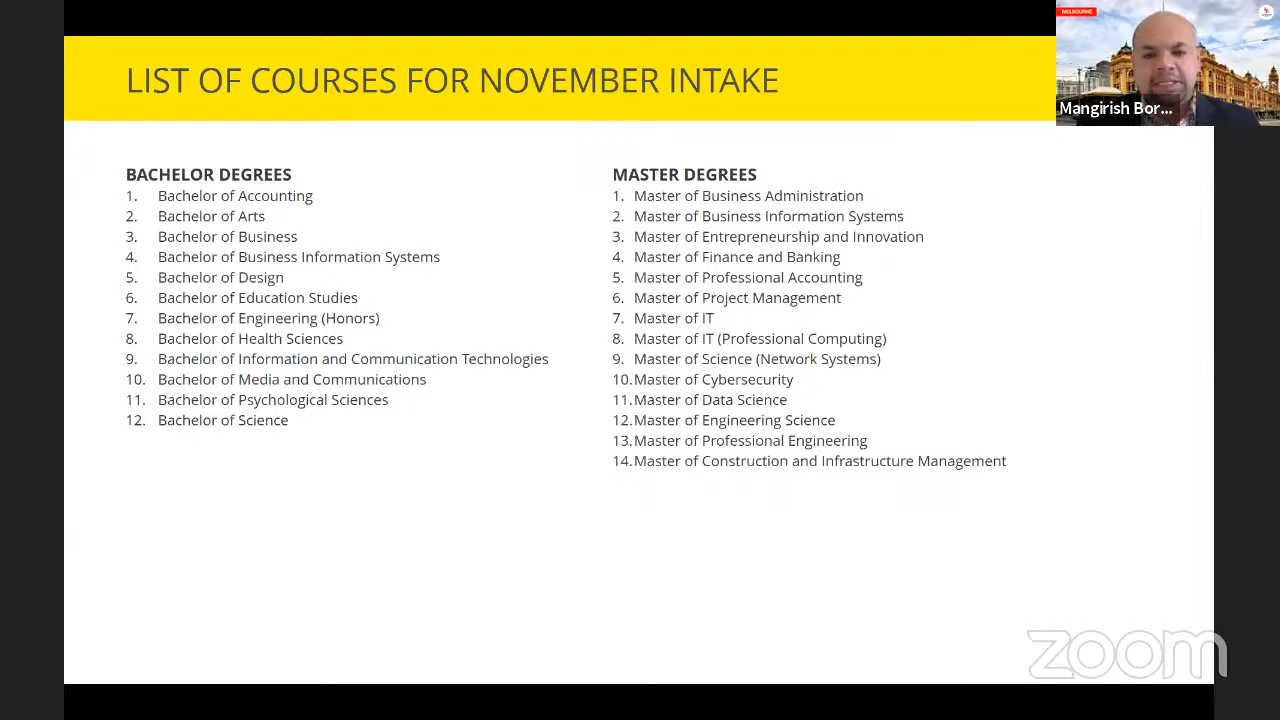 LIST OF COURSES FOR NOVEMBER INTAKE
MELBOURNE
Mangirish Bor...
BACHELOR DEGREES
1. Bachelor of Accounting
2. Bachelor of Arts
3. Bachelor of Business
4. Bachelor of Business Information Systems
5. Bachelor of Design
6. Bachelor of Education Studies
7. Bachelor of Engineering (Honors)
8. Bachelor of Health Sciences
9. Bachelor of Information and Communication Technologies
10. Bachelor of Media and Communications
11. Bachelor of Psychological Sciences
12. Bachelor of Science
MASTER DEGREES
1. Master of Business Administration
2. Master of Business Information Systems
3. Master of Entrepreneurship and Innovation
4. Master of Finance and Banking
5. Master of Professional Accounting
6. Master of Project Management
7. Master of IT
8. Master of IT (Professional Computing)
9. Master of Science (Network Systems)
10. Master of Cybersecurity
11. Master of Data Science
12. Master of Engineering Science
13. Master of Professional Engineering
14. Master of Construction and Infrastructure Management
zoom